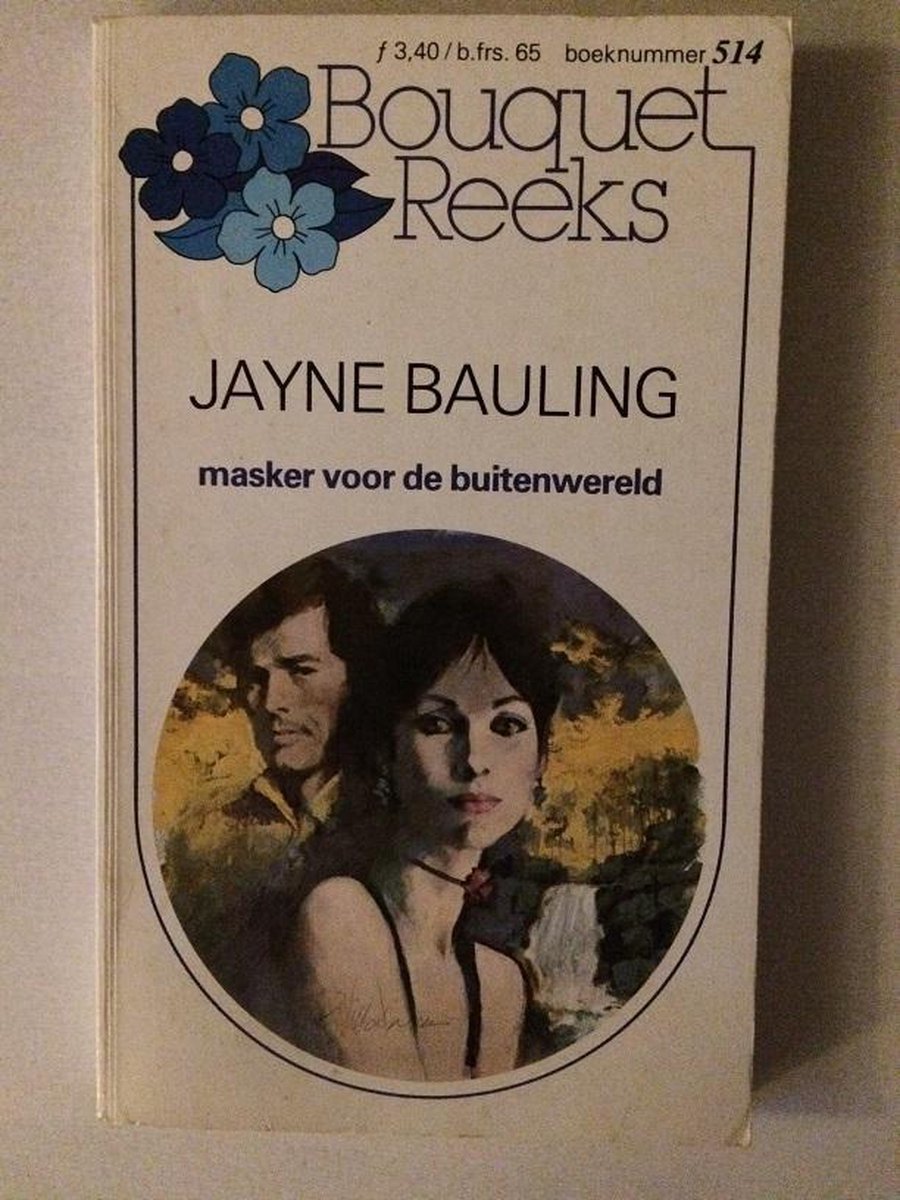 ƒ 3,40 / b.frs. 65 boeknummer 514
Bouquet
Reeks
JAYNE BAULING
masker voor de buitenwereld